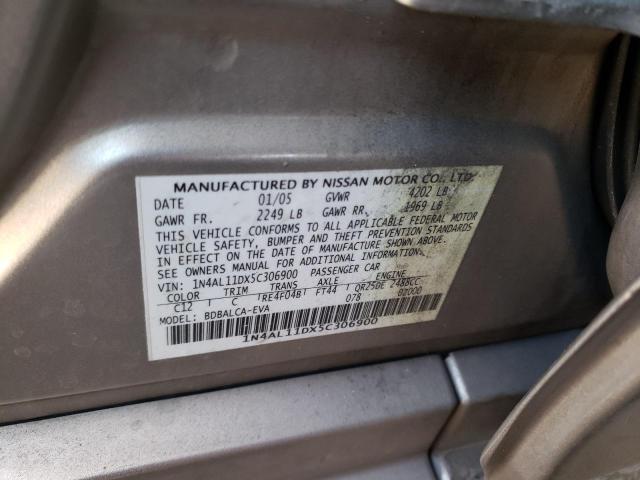 MANUFACTURED BY NISSAN MOTOR CO., LTD.
DATE 01/05 GVWR 4202 LB
GAWR FR. 2249 LB GAWR RR. 1969 LB
THIS VEHICLE CONFORMS TO ALL APPLICABLE FEDERAL MOTOR
VEHICLE SAFETY, BUMPER AND THEFT PREVENTION STANDARDS
IN EFFECT ON THE DATE OF MANUFACTURE SHOWN ABOVE.
SEE OWNERS MANUAL FOR ADDITIONAL INFORMATION.
VIN: 1N4AL11DX5C306900 PASSENGER CAR
COLOR TRIM TRANS AXLE ENGINE
C12 C RE4F04B FT44 QR25DE 2488CC
MODEL: BDBALCA-EVA 078 02000
1N4AL11DX5C306900